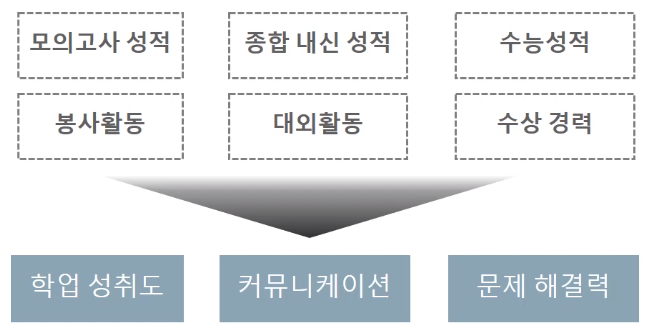 모의고사 성적
종합 내신 성적
수능성적
봉사활동
대외활동
수상 경력
학업 성취도
커뮤니케이션
문제 해결력